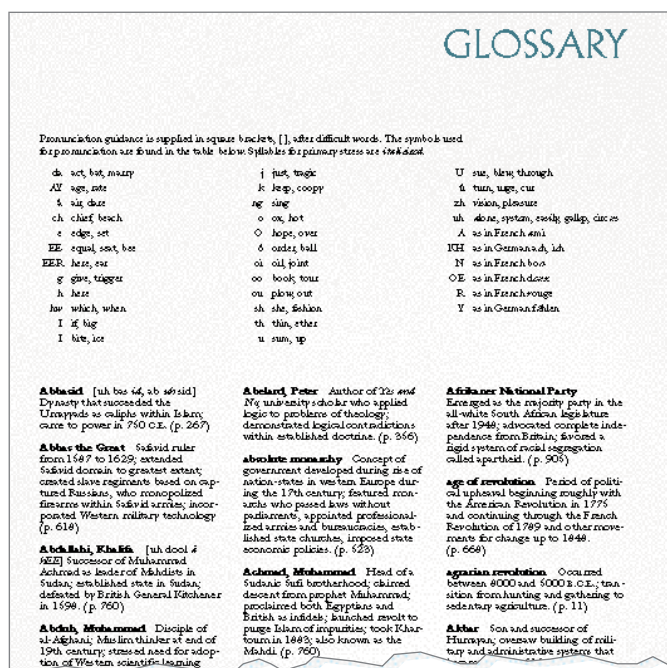 GLOSSARY
Pronunciation guidance is supplied in square brackets, [ ], after difficult words. The symbols used
for pronunciation are found in the table below. Syllables for primary stress are italicized.
act, bat, marry
AY age, rate
air, dare
ch chief, beach
e edge, set
EE equal, seat, bee
EER here, ear
g give, trigger
h here
hw which, when
I if, big
I bite, ice
j just, tragic
k keep, coopy
ng sing
o ox, hot
O hope, over
ô order, ball
oi oil, joint
oo book, tour
ou plow, out
sh she, fashion
th thin, ether
u sum, up
U sue, blew, through
turn, urge, cur
zh vision, pleasure
uh alone, system, easily, gallop, circus
A as in French ami
KH as in German ach, ich
N as in French bon
OE as in French deux
R as in French rouge
Y as in German fühlen
Abbasid [uh bas id, ab uh sid]
Dynasty that succeeded the
Umayyads as caliphs within Islam;
came to power in 750 C.E. (p. 267)
Abbas the Great Safavid ruler
from 1587 to 1629; extended
Safavid domain to greatest extent;
created slave regiments based on cap-
tured Russians, who monopolized
firearms within Safavid armies; incor-
porated Western military technology
(p. 618)
Abdallahi, Khalifa [uh dool
Successor of Muhammad
Achmad as leader of Mahdists in
Sudan; established state in Sudan;
defeated by British General Kitchener
in 1598. (p. 760)
Abduh, Muhammad Disciple of
al-Afghani; Muslim thinker at end of
19th century; stressed need for adop-
tion of Western scientific learning
Abelard, Peter Author of Yes and
No; university scholar who applied
logic to problems of theology;
demonstrated logical contradictions
within established doctrine. (p. 366)
absolute monarchy Concept of
government developed during rise of
nation-states in western Europe dur-
ing the 17th century; featured mon-
archs who passed laws without
parliaments, appointed professional-
ized armies and bureaucracies, estab-
lished state churches, imposed state
economic policies. (p. 523)
Achmad, Mohammad Head of a
Sudanic Sufi brotherhood; claimed
descent from prophet Muhammad;
proclaimed both Egyptians and
British as infidels; launched revolt to
purge Islam of impurities; took Khar-
toum in 1883; also known as the
Mahdi. (p. 760)
Afrikaner National Party
Emerged as the majority party in the
all-white South African legislature
after 1948; advocated complete inde-
pendence from Britain; favored a
rigid system of racial segregation
called apartheid. (p. 905)
age of revolution Period of politi-
cal upheaval beginning roughly with
the American Revolution in 1775
and continuing through the French
Revolution of 1789 and other move-
ments for change up to 1848.
(p. 668)
agrarian revolution Occurred
between 8000 and 5000 B.C.E.; tran-
sition from hunting and gathering to
sedentary agriculture. (p. 11)
Akbar Son and successor of
Humayan; oversaw building of mili-
tary and administrative systems that